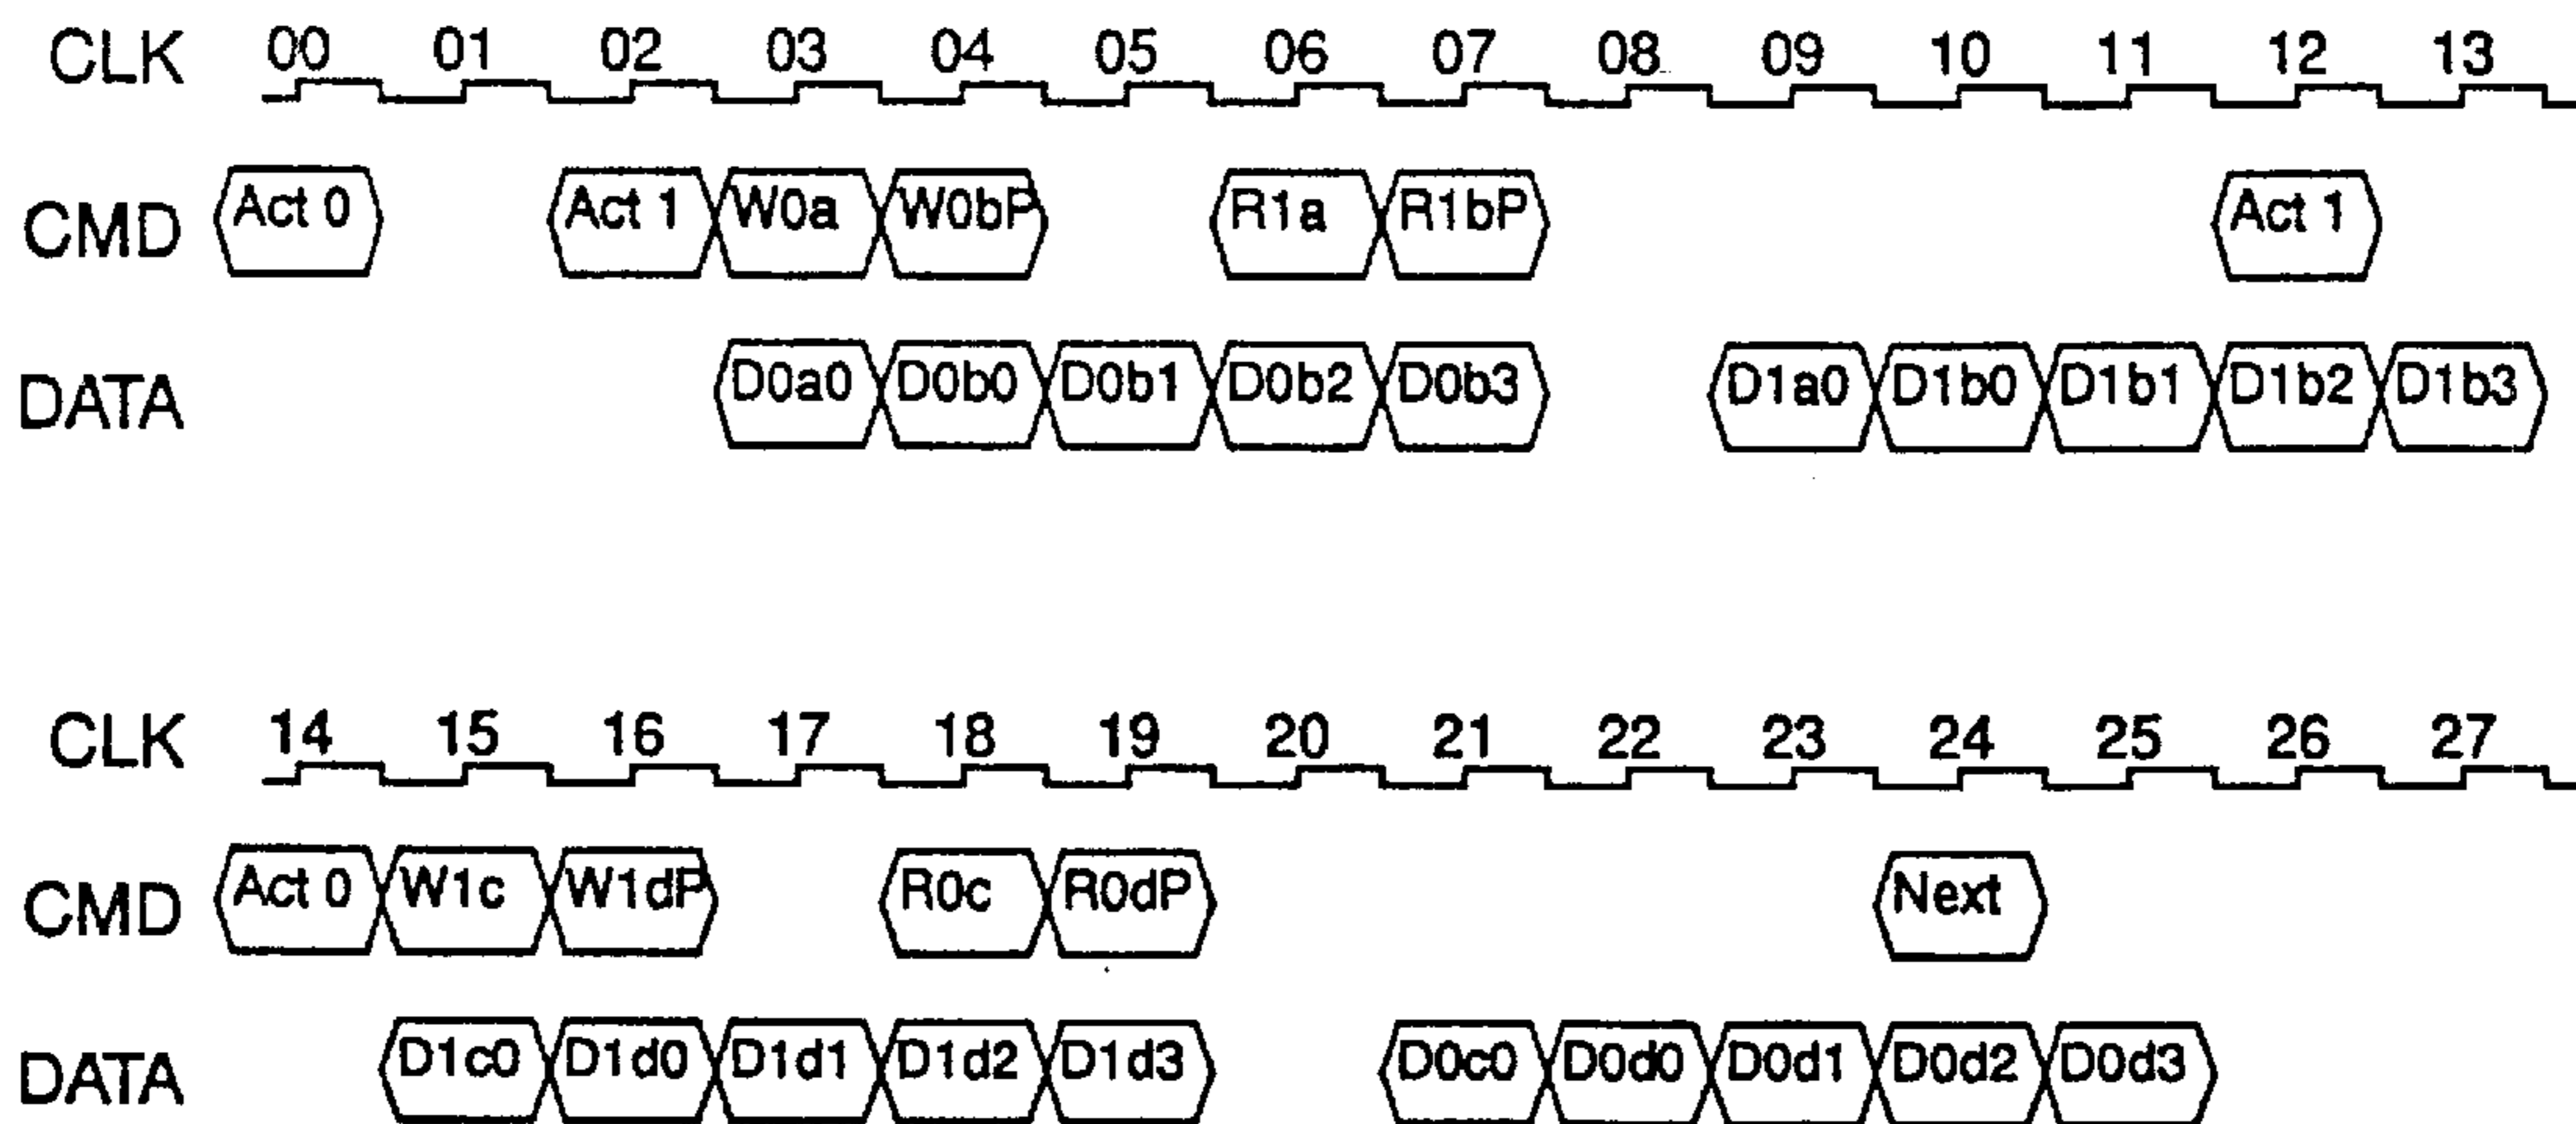 CLK 00 01 02 03 04 05 06 07 08 09 10 11 12 13
CMD Act 0 Act 1 W0a W0bP R1a R1bP Act 1
DATA D0a0 D0b0 D0b1 D0b2 D0b3 D1a0 D1b0 D1b1 D1b2 D1b3
CLK 14 15 16 17 18 19 20 21 22 23 24 25 26 27
CMD Act 0 W1c W1dP R0c R0dP Next
DATA D1c0 D1d0 D1d1 D1d2 D1d3 D0c0 D0d0 D0d1 D0d2 D0d3